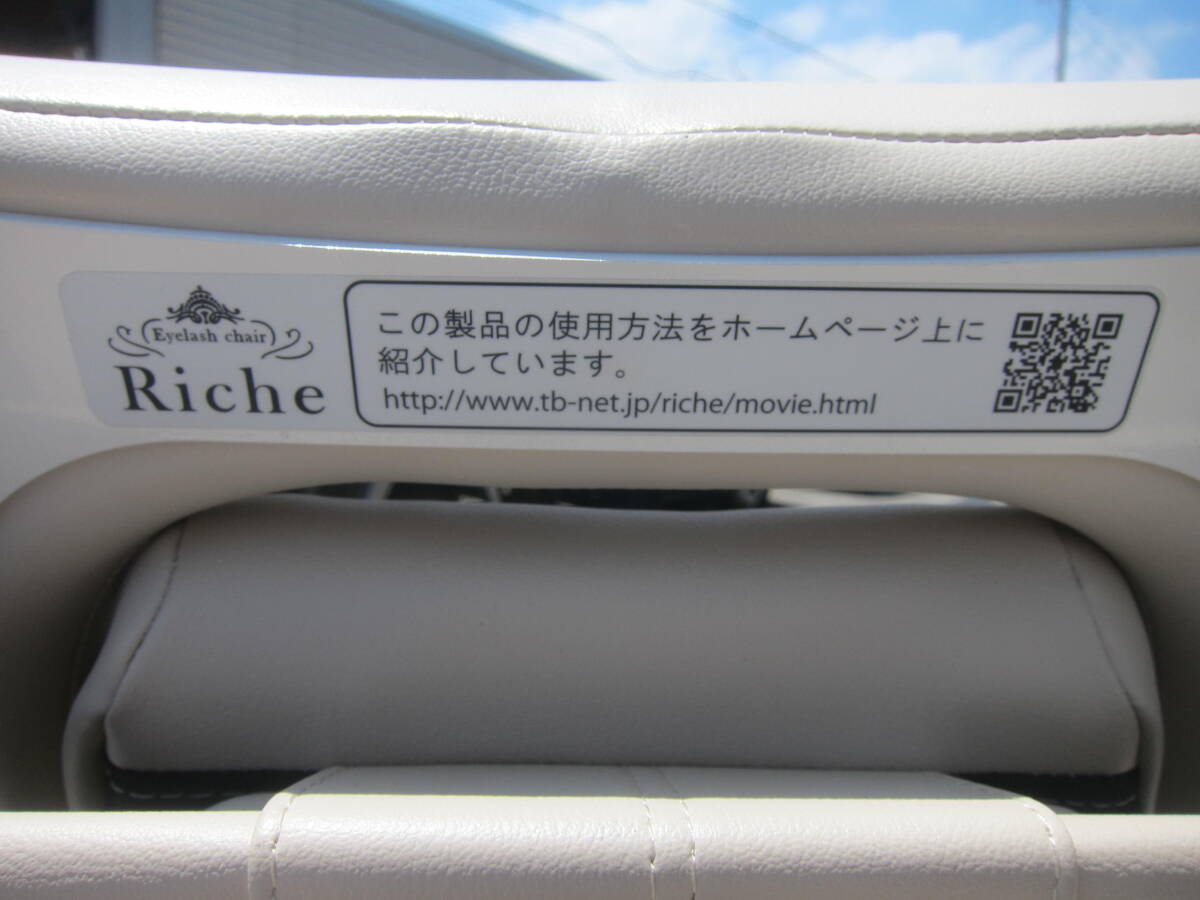 Eyelash chair
Riche
この製品の使用方法をホームページ上に
紹介しています。
http://www.tb-net.jp/riche/movie.html